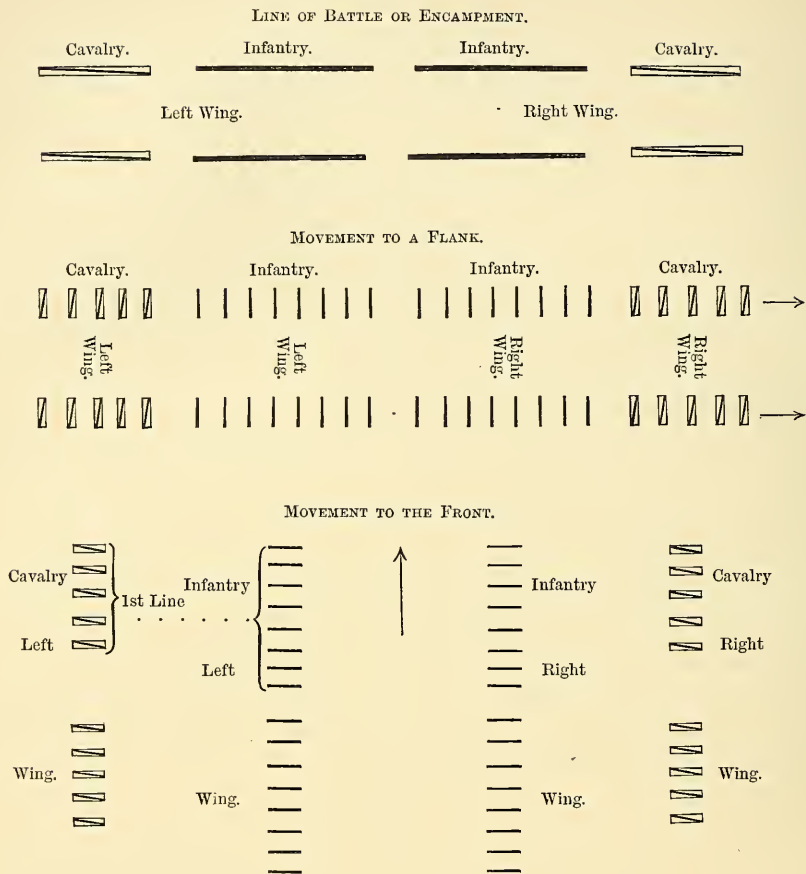 LINE OF BATTLE OR ENCAMPMENT.
Cavalry. Infantry. Infantry. Cavalry.
Left Wing. Right Wing.
MOVEMENT TO A FLANK.
Cavalry. Infantry. Infantry. Cavalry.
Left Wing. Left Wing. Right Wing. Right Wing.
MOVEMENT TO THE FRONT.
Cavalry 1st Line Infantry Infantry Cavalry
Left Left Right Right
Wing. Wing. Wing. Wing.